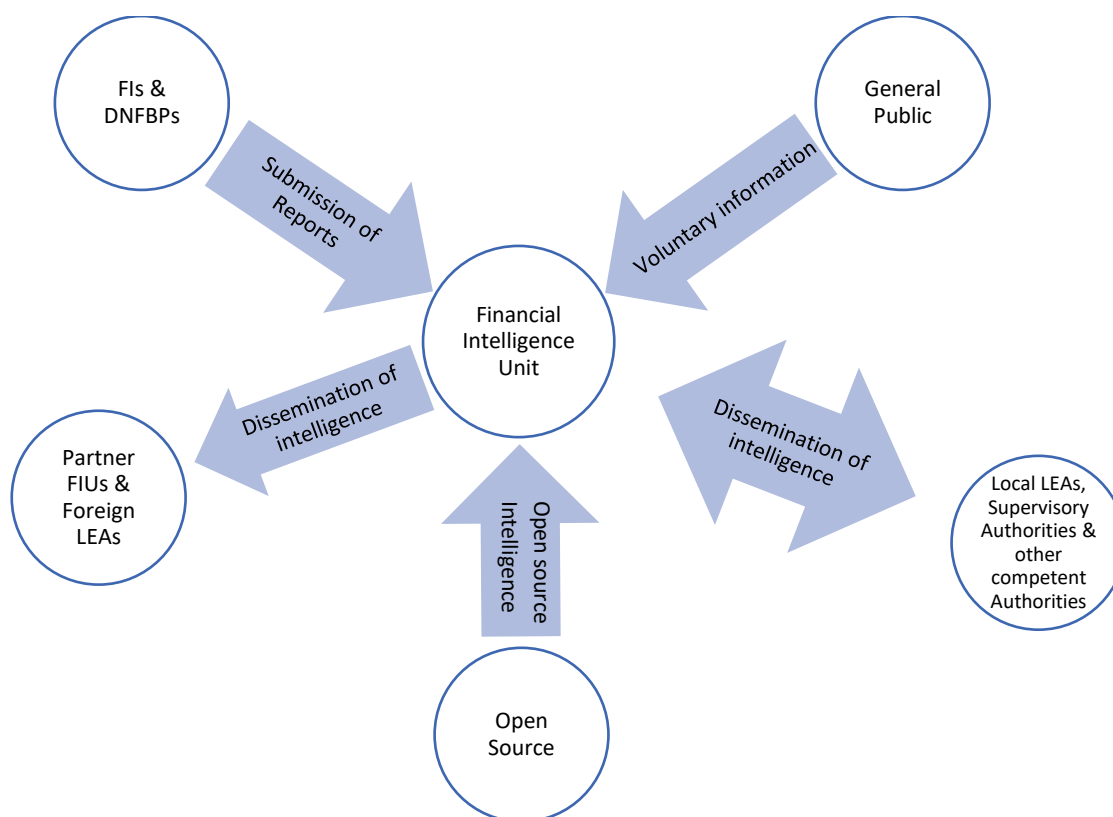 FIs &
DNFBPs
General
Public
Submission of
Reports
Voluntary information
Financial
Intelligence
Unit
Dissemination of
intelligence
Dissemination of
intelligence
Partner
FIUs &
Foreign
LEAs
Open source
Intelligence
Local LEAs,
Supervisory
Authorities &
other
competent
Authorities
Open
Source